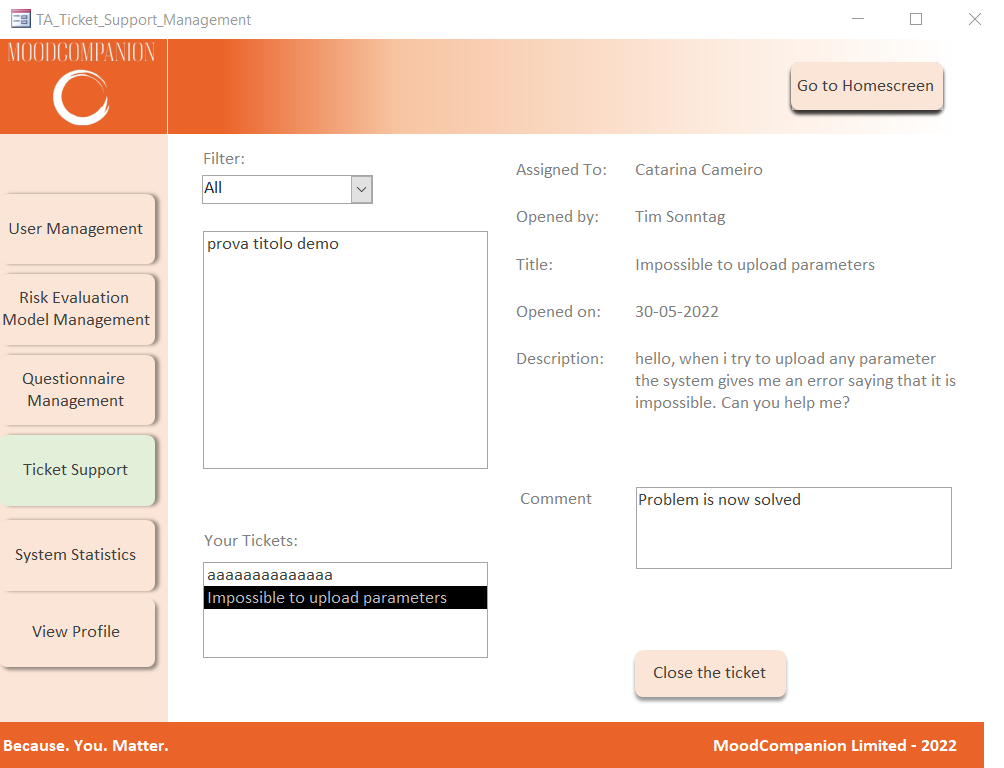 TA_Ticket_Support_Management
MOODCOMPANION
Go to Homescreen
User Management
Risk Evaluation
Model Management
Questionnaire
Management
Ticket Support
System Statistics
View Profile
Filter:
All
prova titolo demo
Your Tickets:
aaaaaaaaaaaaaa
Impossible to upload parameters
Assigned To: Catarina Cameiro
Opened by: Tim Sonntag
Title: Impossible to upload parameters
Opened on: 30-05-2022
Description: hello, when i try to upload any parameter
the system gives me an error saying that it is
impossible. Can you help me?
Comment Problem is now solved
Close the ticket
Because. You. Matter. MoodCompanion Limited - 2022